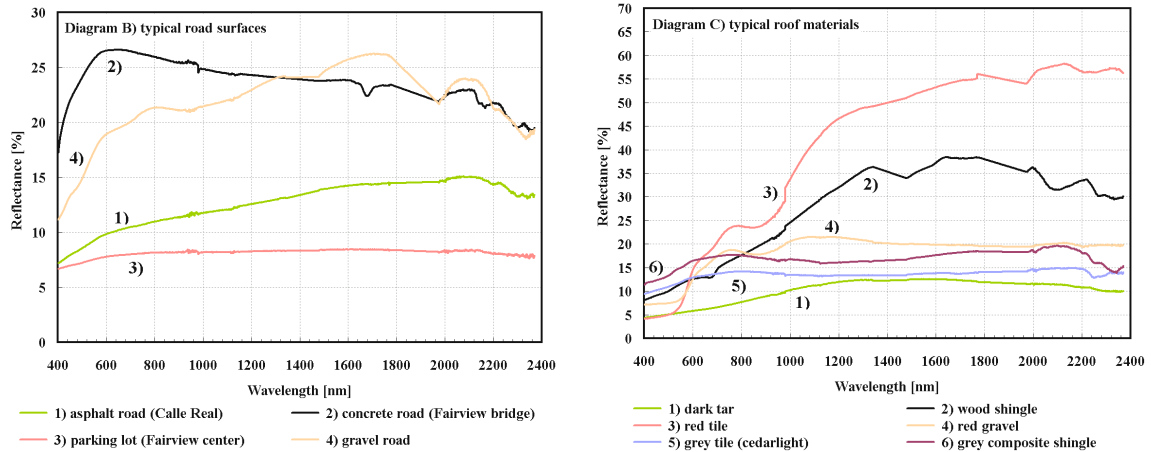 Diagram B) typical road surfaces
Reflectance [%]
30
25
20
15
10
5
0
2)
4)
1)
3)
400 600 800 1000 1200 1400 1600 1800 2000 2200 2400
Wavelength [nm]
1) asphalt road (Calle Real)
2) concrete road (Fairview bridge)
3) parking lot (Fairview center)
4) gravel road
Diagram C) typical roof materials
Reflectance [%]
70
65
60
55
50
45
40
35
30
25
20
15
10
5
0
3)
2)
4)
6)
5)
1)
400 600 800 1000 1200 1400 1600 1800 2000 2200 2400
Wavelength [nm]
1) dark tar
2) wood shingle
3) red tile
4) red gravel
5) grey tile (cedarlight)
6) grey composite shingle